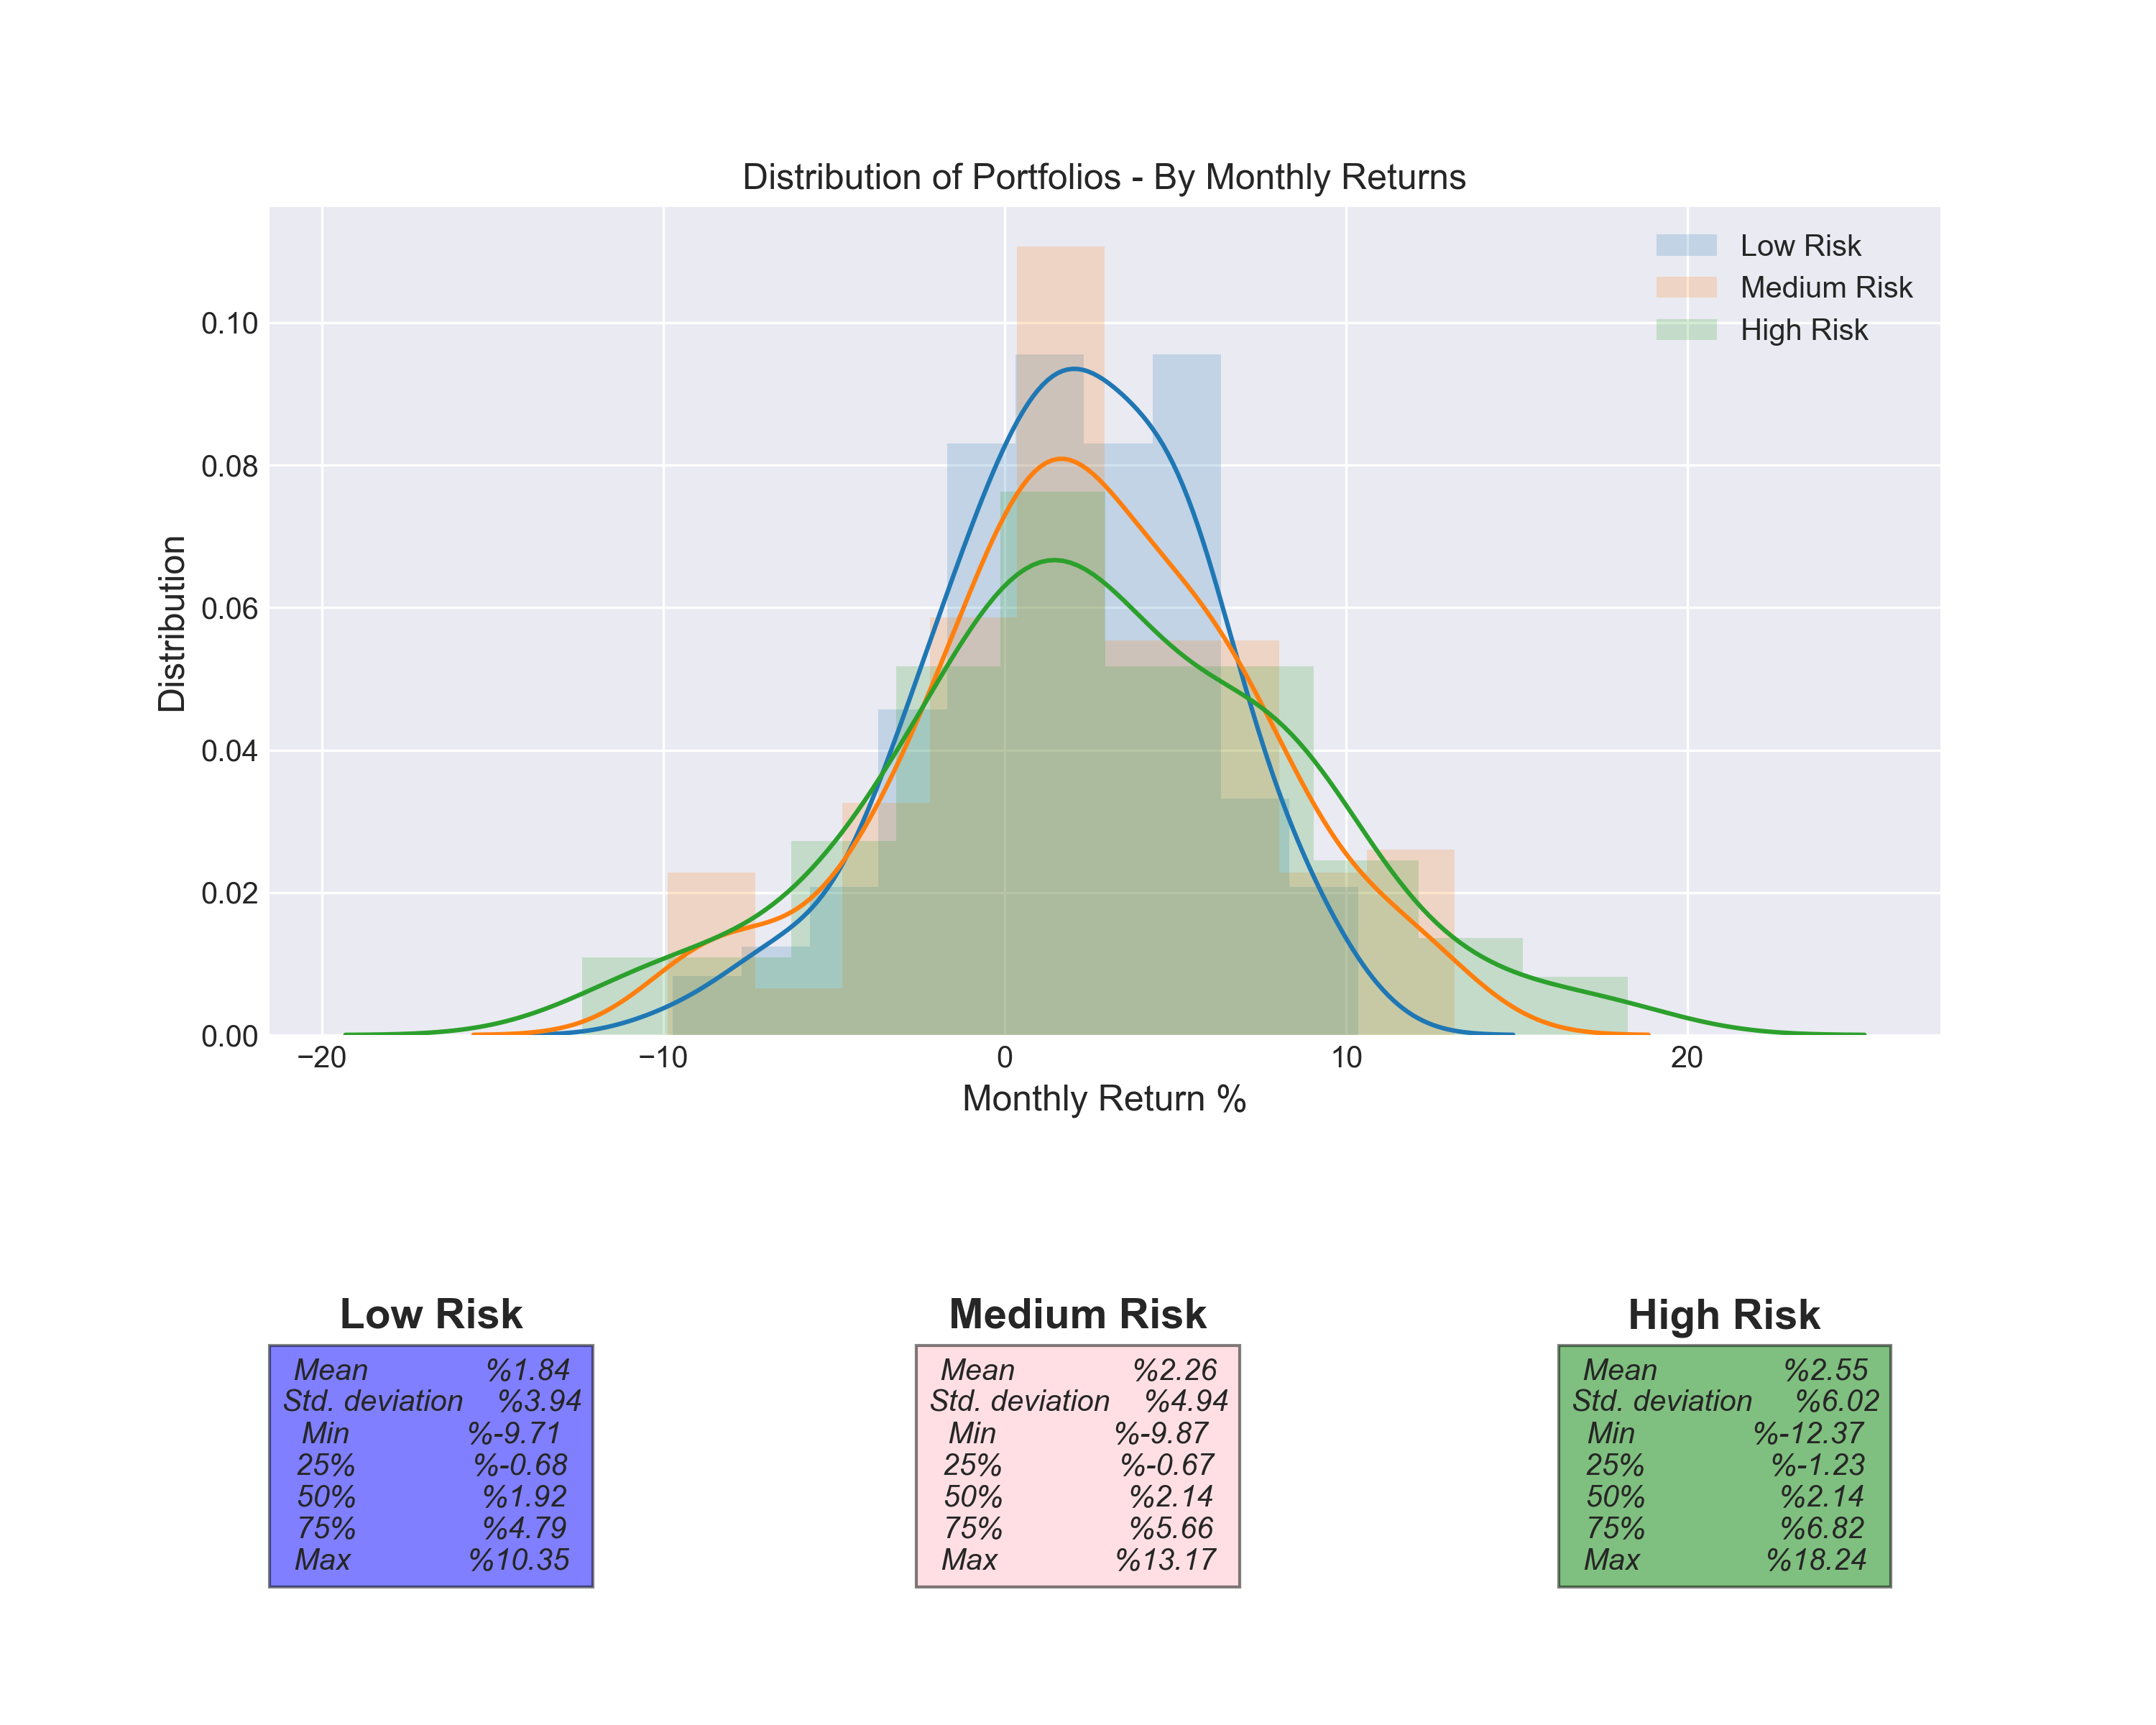 Distribution of Portfolios - By Monthly Returns
Low Risk
Medium Risk
High Risk
0.10
0.08
0.06
0.04
0.02
0.00
Distribution
−20 −10 0 10 20
Monthly Return %
Low Risk
Mean %1.84
Std. deviation %3.94
Min %-9.71
25% %-0.68
50% %1.92
75% %4.79
Max %10.35
Medium Risk
Mean %2.26
Std. deviation %4.94
Min %-9.87
25% %-0.67
50% %2.14
75% %5.66
Max %13.17
High Risk
Mean %2.55
Std. deviation %6.02
Min %-12.37
25% %-1.23
50% %2.14
75% %6.82
Max %18.24